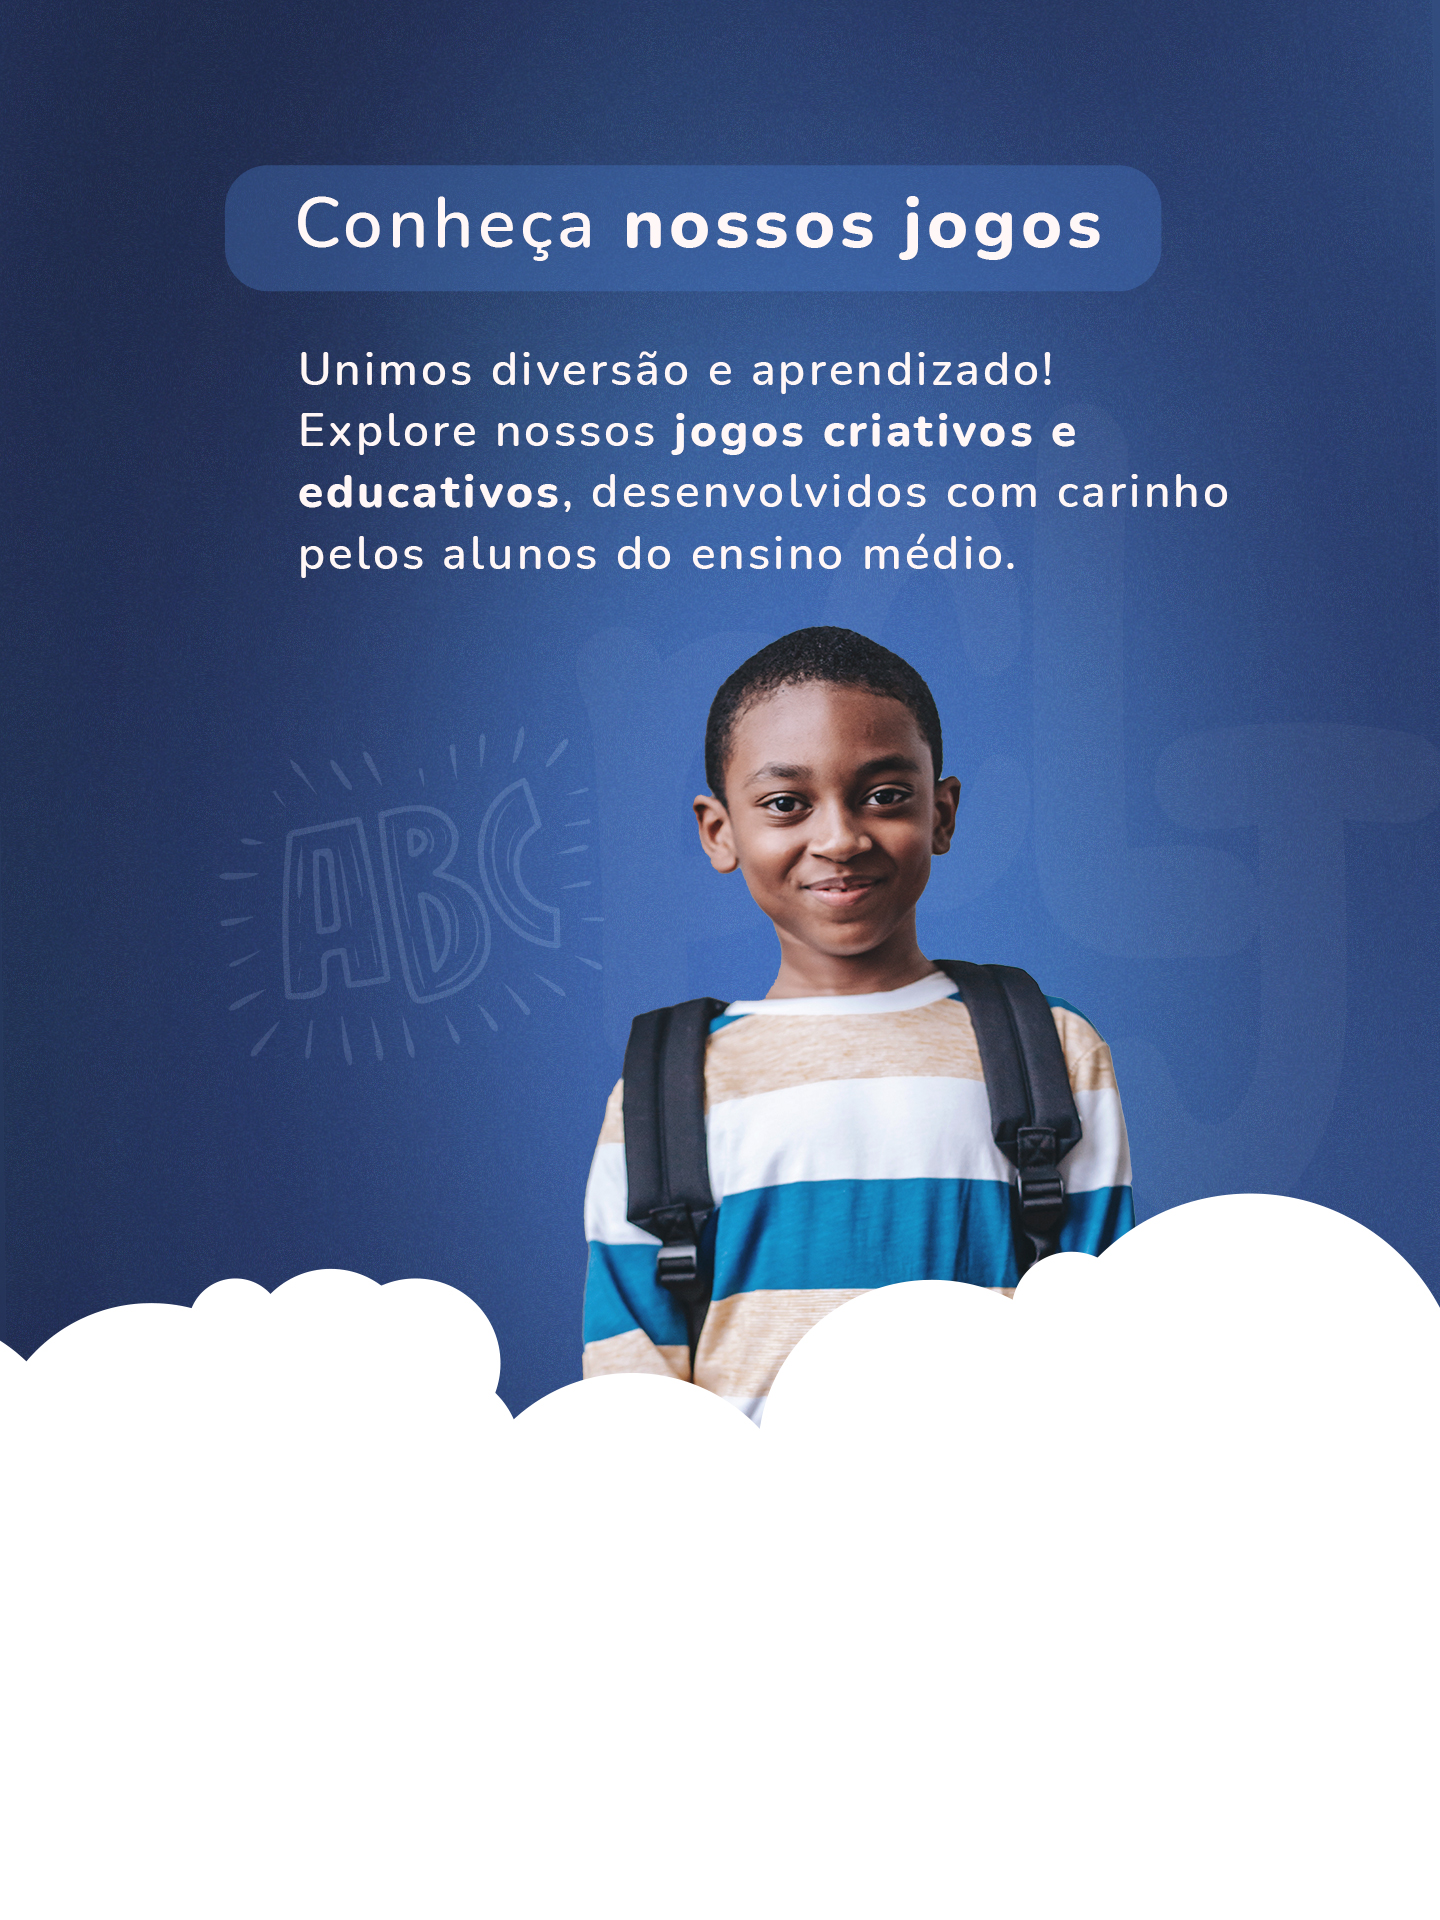 Conheça nossos jogos
Unimos diversão e aprendizado!
Explore nossos jogos criativos e
educativos, desenvolvidos com carinho
pelos alunos do ensino médio.
ABC